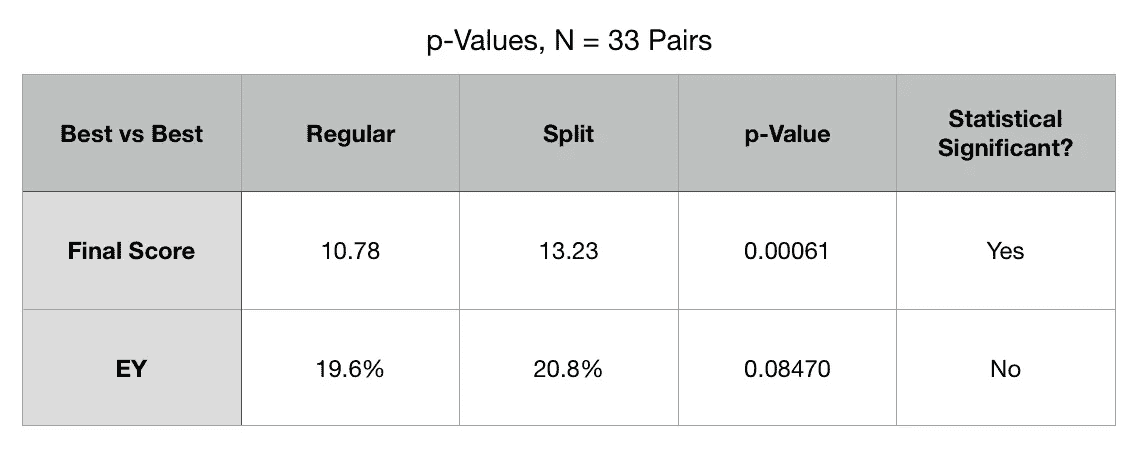 p-Values, N = 33 Pairs
Best vs Best Regular Split p-Value Statistical Significant?
Final Score 10.78 13.23 0.00061 Yes
EY 19.6% 20.8% 0.08470 No